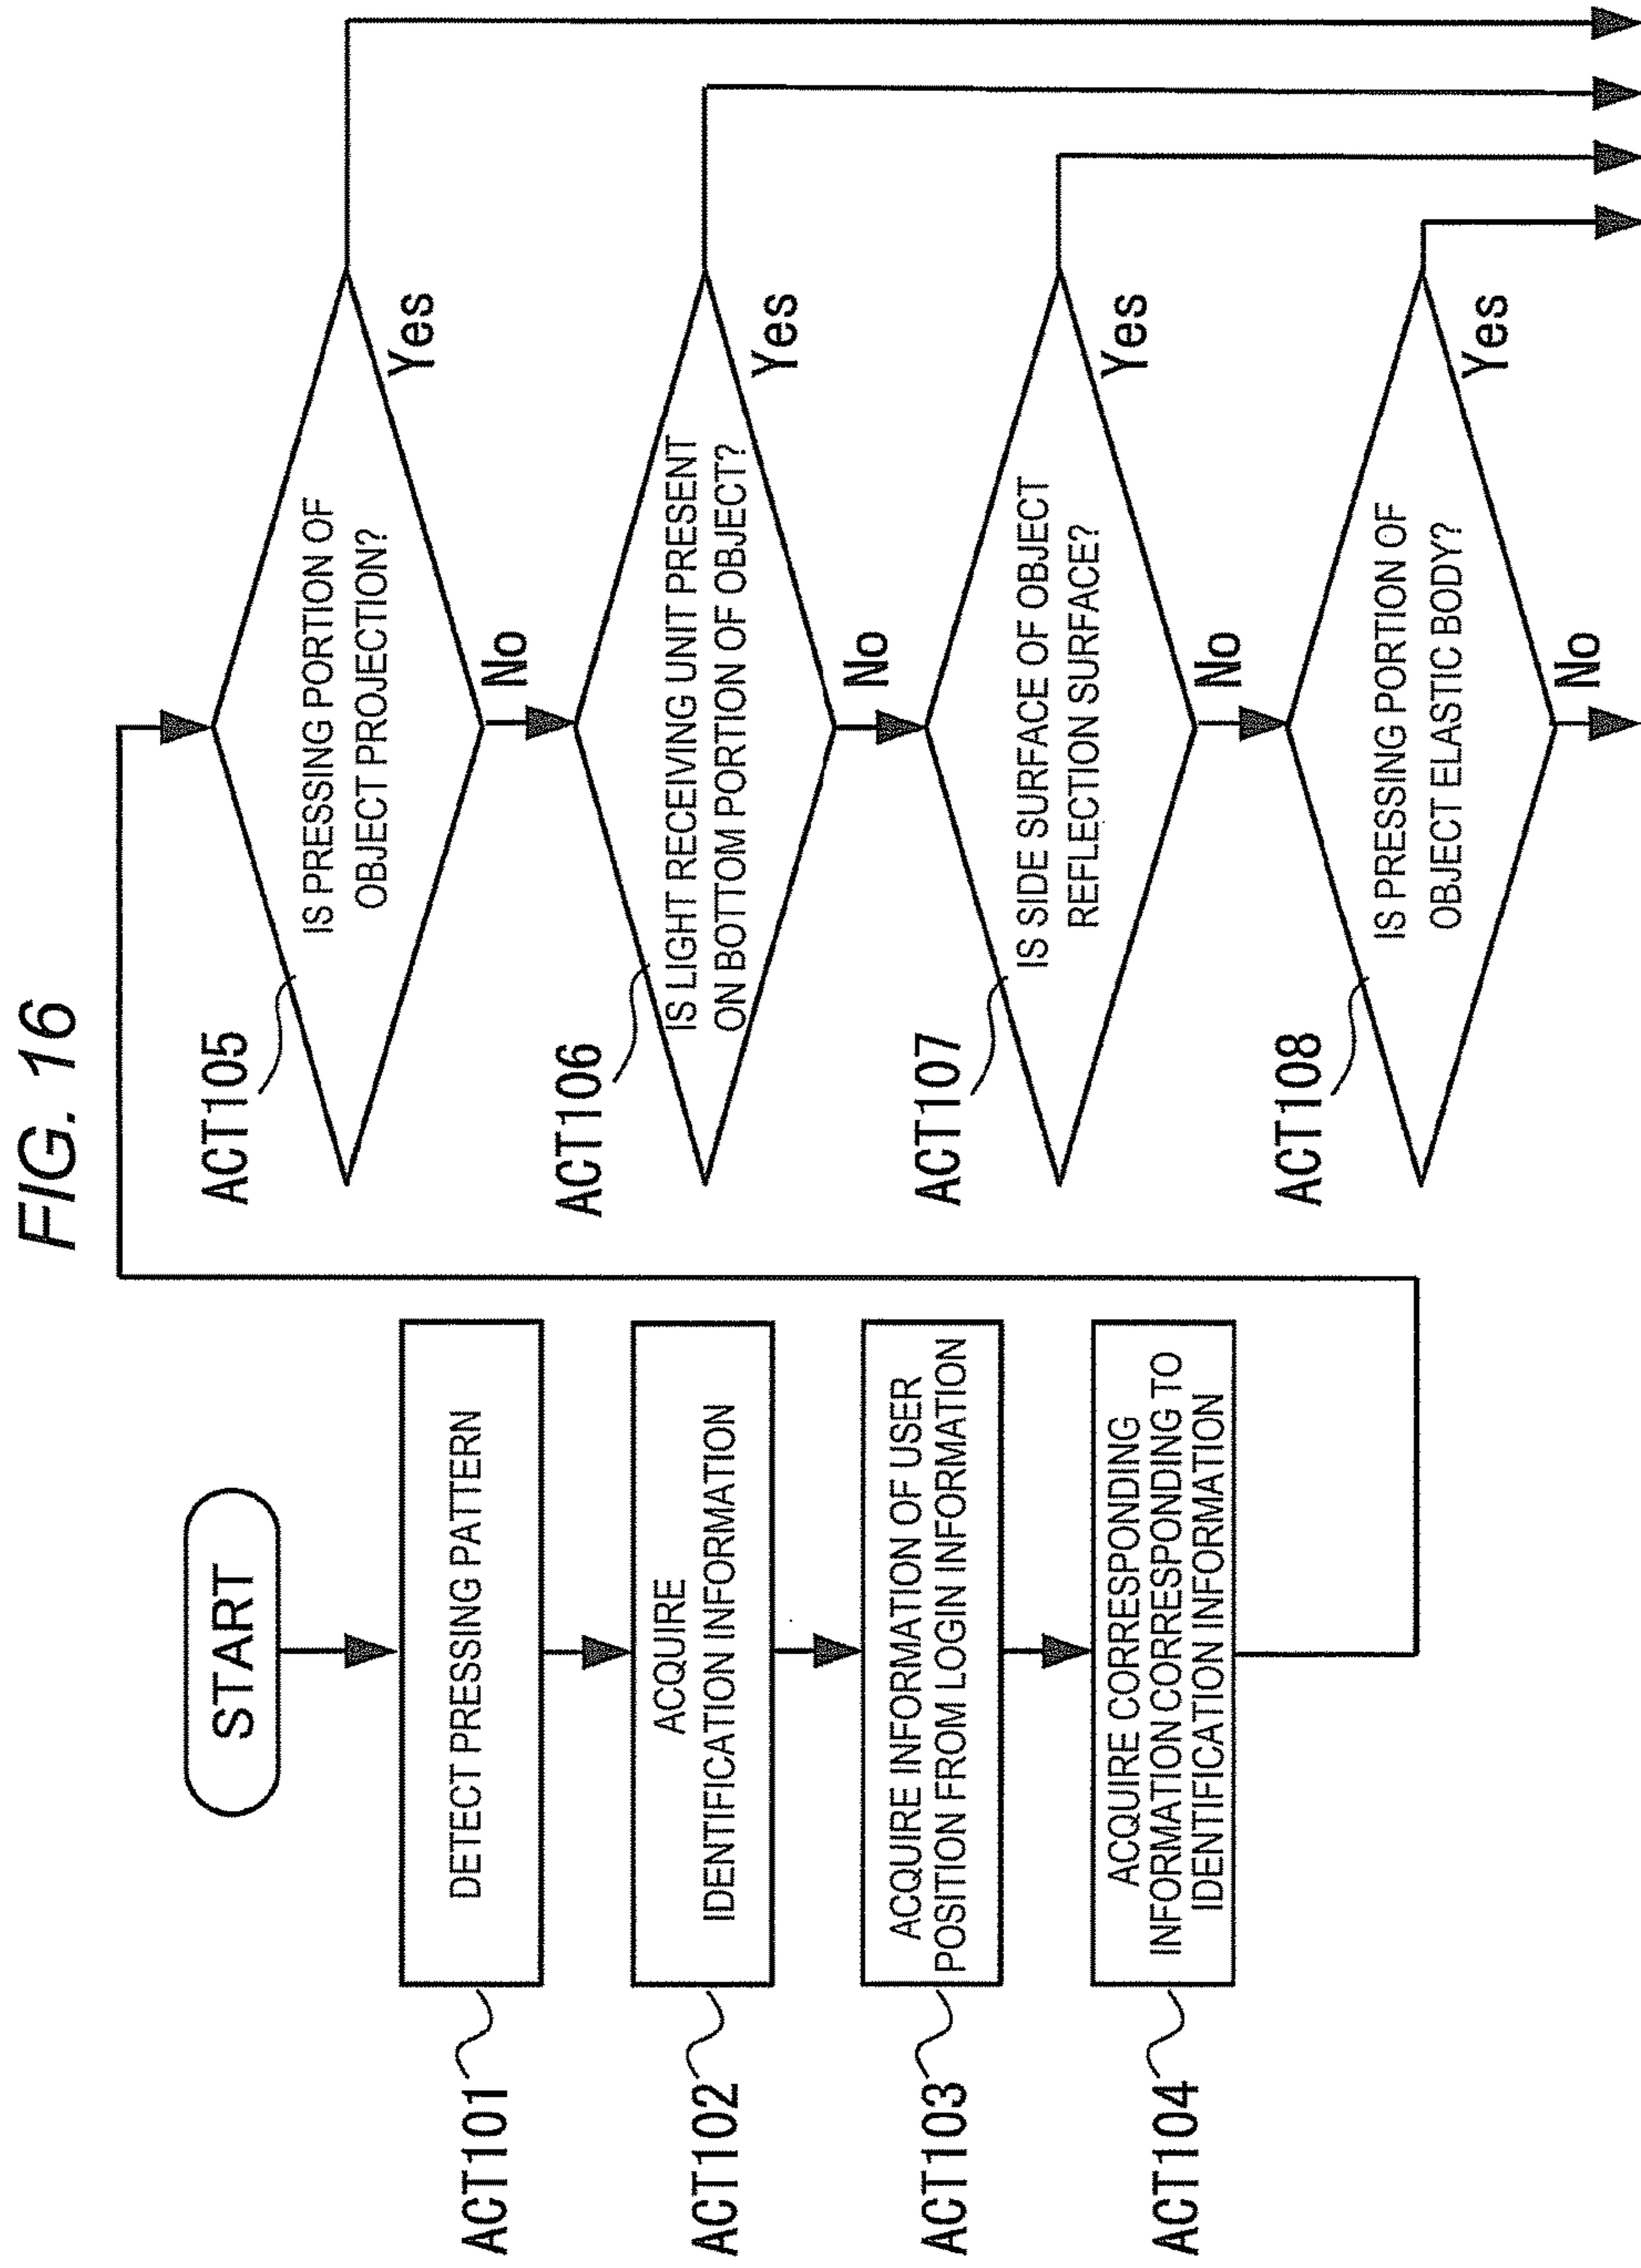 FIG. 16
START
ACT101
DETECT PRESSING PATTERN
ACT102
ACQUIRE
IDENTIFICATION INFORMATION
ACT103
ACQUIRE INFORMATION OF USER
POSITION FROM LOGIN INFORMATION
ACT104
ACQUIRE CORRESPONDING
INFORMATION CORRESPONDING TO
IDENTIFICATION INFORMATION
ACT105
IS PRESSING PORTION OF
OBJECT PROJECTION?
Yes
No
ACT106
IS LIGHT RECEIVING UNIT PRESENT
ON BOTTOM PORTION OF OBJECT?
Yes
No
ACT107
IS SIDE SURFACE OF OBJECT
REFLECTION SURFACE?
Yes
No
ACT108
IS PRESSING PORTION OF
OBJECT ELASTIC BODY?
Yes
No